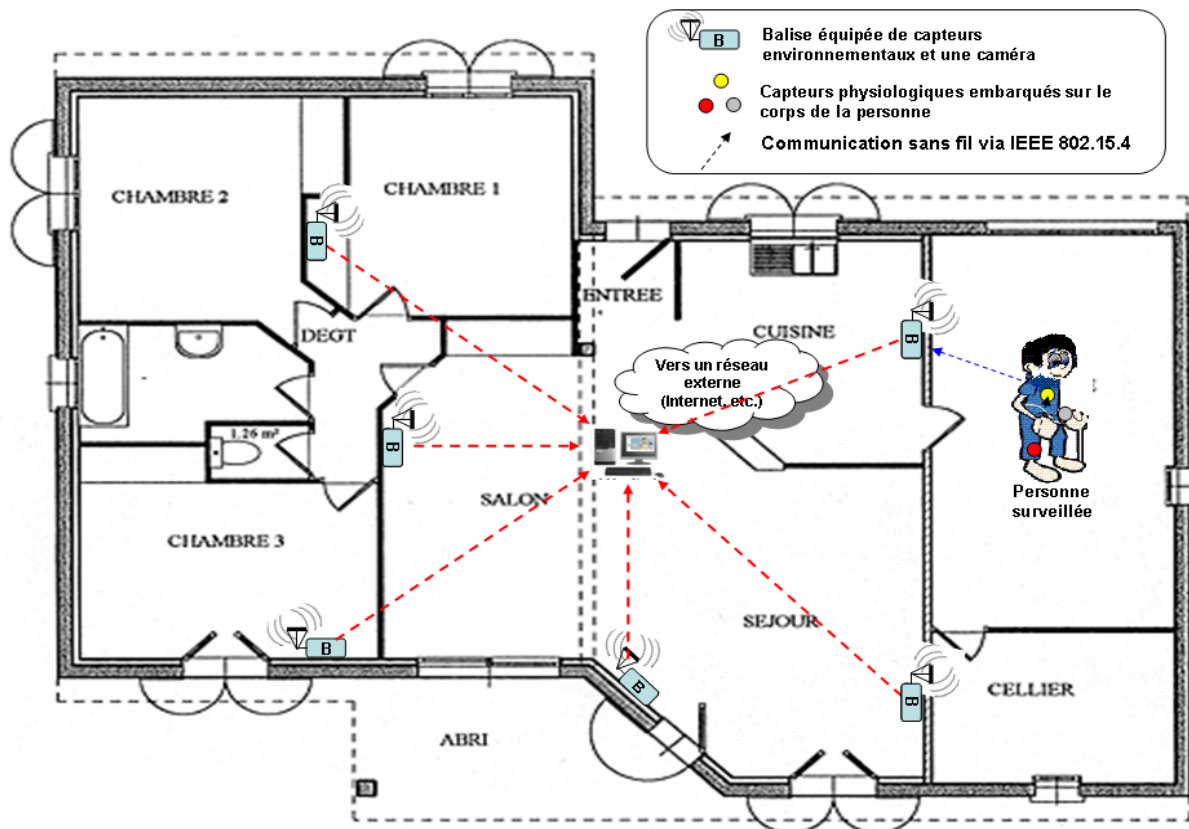 B
Balise équipée de capteurs
environnementaux et une caméra
Capteurs physiologiques embarqués sur le
corps de la personne
Communication sans fil via IEEE 802.15.4
CHAMBRE 2
CHAMBRE 1
B
ENTREE
DEGT
CUISINE
B
Vers un réseau
externe
(Internet, etc.)
1.26 m²
B
SALON
Personne
surveillée
CHAMBRE 3
SEJOUR
B
B
B
CELLIER
ABRI